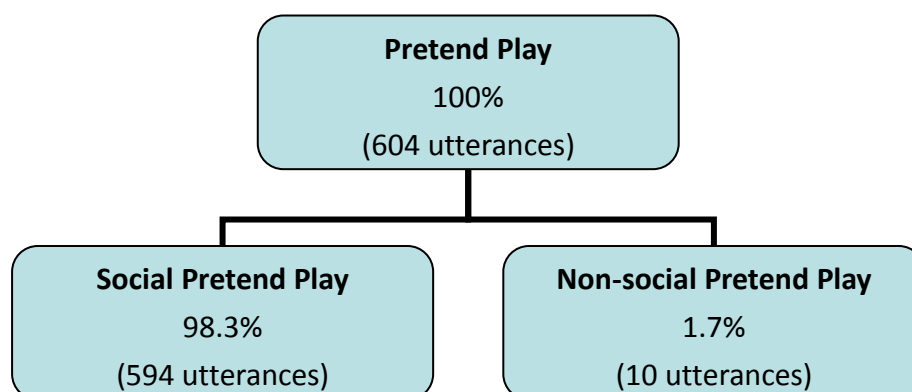 Pretend Play
100%
(604 utterances)
Social Pretend Play
98.3%
(594 utterances)
Non-social Pretend Play
1.7%
(10 utterances)